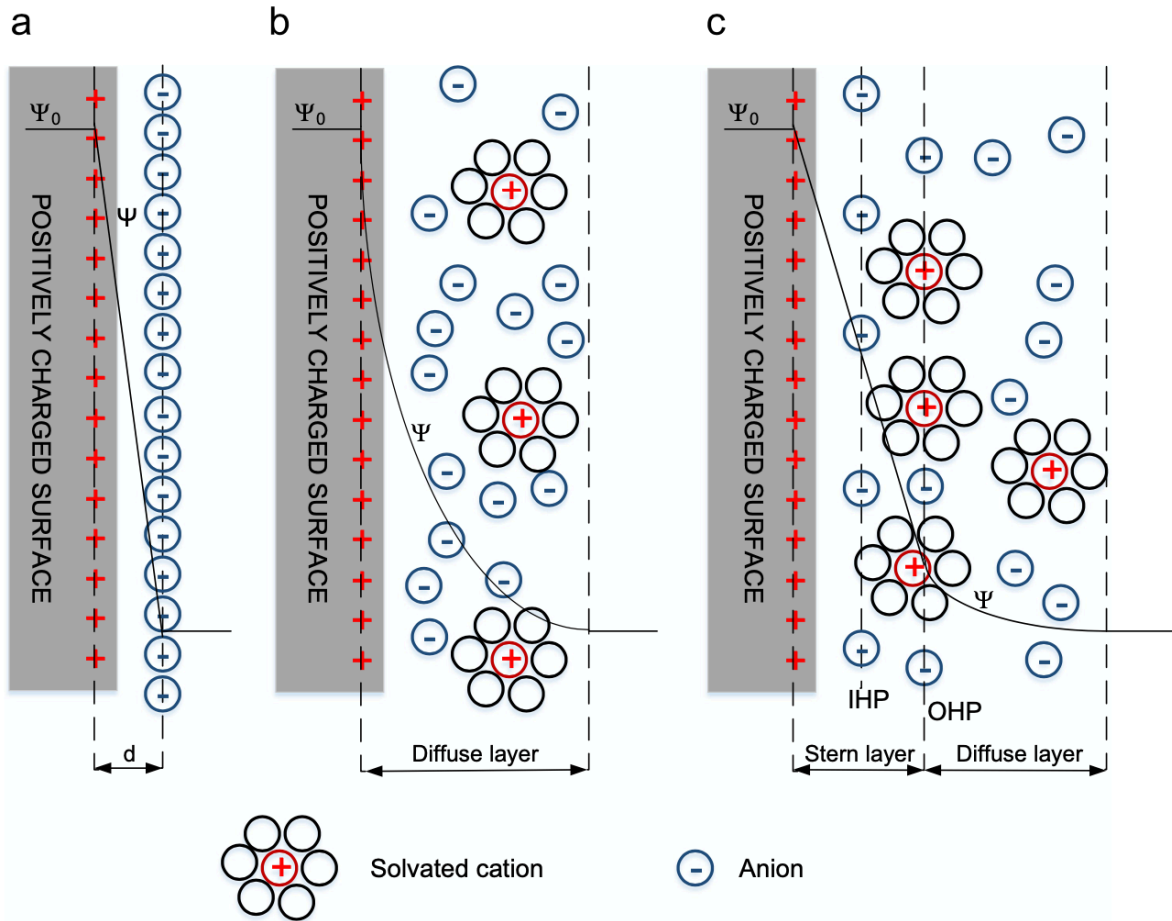 a
b
c
Ψ0
Ψ0
Ψ0
Ψ
POSITIVELY CHARGED SURFACE
POSITIVELY CHARGED SURFACE
POSITIVELY CHARGED SURFACE
Ψ
Ψ
IHP
OHP
d
Diffuse layer
Stern layer
Diffuse layer
Solvated cation
Anion